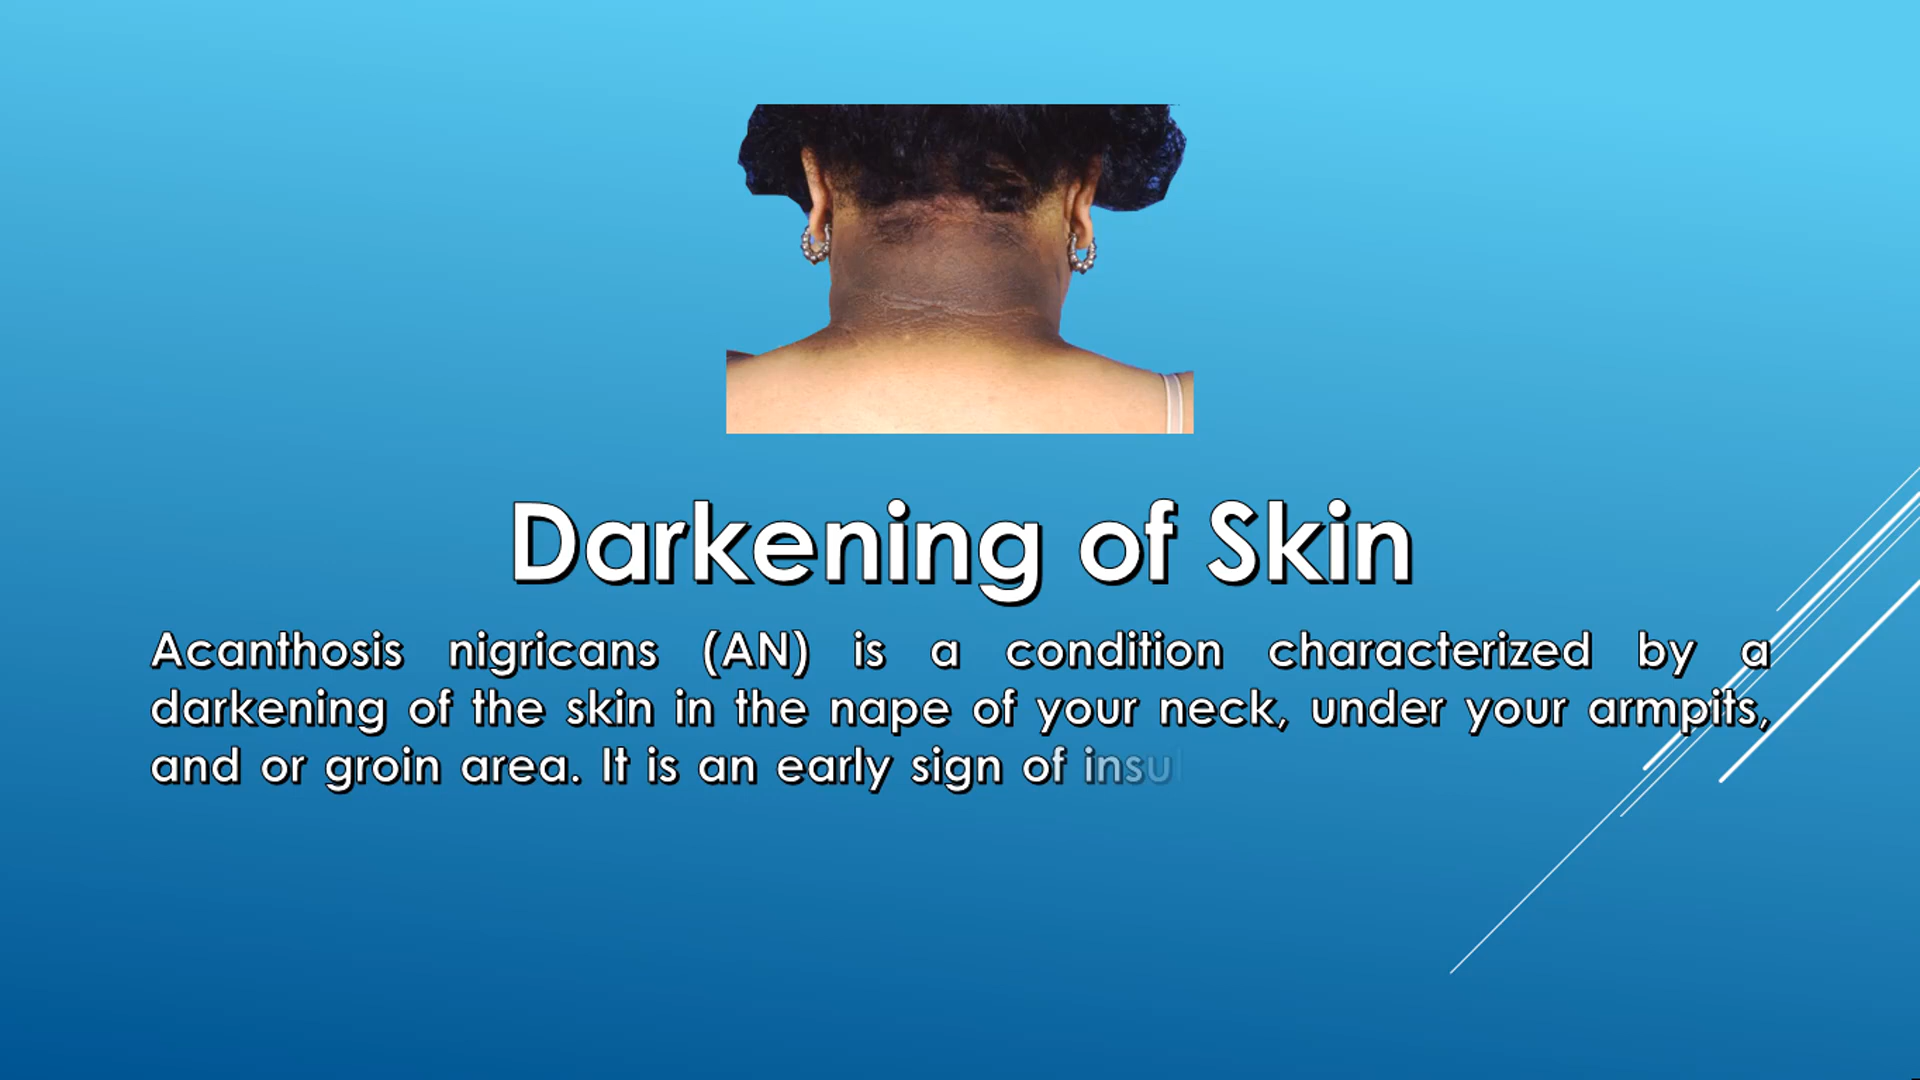 Darkening of Skin
Acanthosis nigricans (AN) is a condition characterized by a
darkening of the skin in the nape of your neck, under your armpits,
and or groin area. It is an early sign of insu